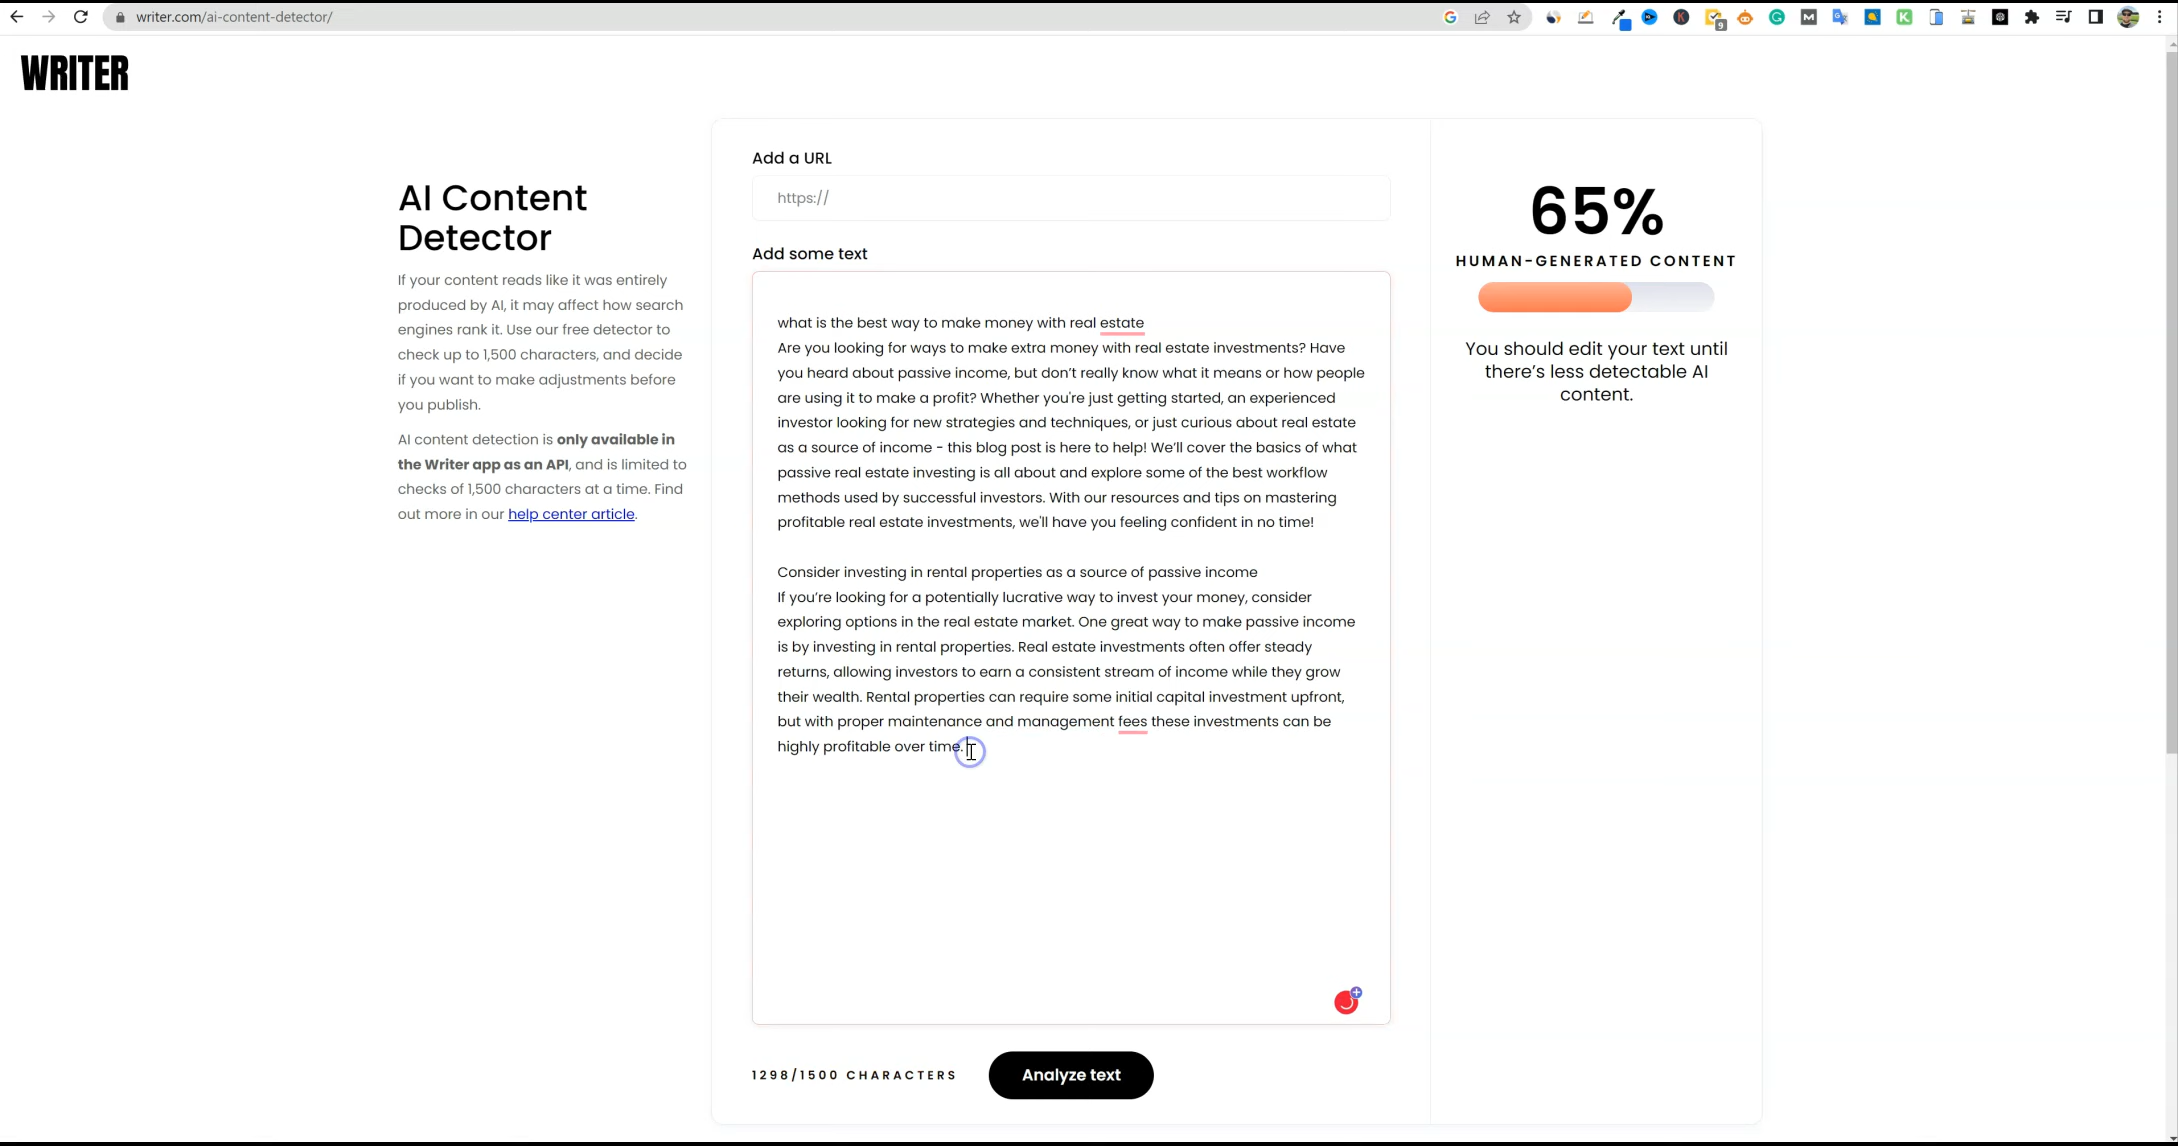 writer.com/ai-content-detector/
9
WRITER
AI Content
Detector
If your content reads like it was entirely
produced by AI, it may affect how search
engines rank it. Use our free detector to
check up to 1,500 characters, and decide
if you want to make adjustments before
you publish.
AI content detection is only available in
the Writer app as an API, and is limited to
checks of 1,500 characters at a time. Find
out more in our help center article.
Add a URL
https://
Add some text
what is the best way to make money with real estate
Are you looking for ways to make extra money with real estate investments? Have
you heard about passive income, but don’t really know what it means or how people
are using it to make a profit? Whether you're just getting started, an experienced
investor looking for new strategies and techniques, or just curious about real estate
as a source of income - this blog post is here to help! We’ll cover the basics of what
passive real estate investing is all about and explore some of the best workflow
methods used by successful investors. With our resources and tips on mastering
profitable real estate investments, we'll have you feeling confident in no time!
Consider investing in rental properties as a source of passive income
If you’re looking for a potentially lucrative way to invest your money, consider
exploring options in the real estate market. One great way to make passive income
is by investing in rental properties. Real estate investments often offer steady
returns, allowing investors to earn a consistent stream of income while they grow
their wealth. Rental properties can require some initial capital investment upfront,
but with proper maintenance and management fees these investments can be
highly profitable over time.
1298/1500 CHARACTERS
Analyze text
65%
HUMAN-GENERATED CONTENT
You should edit your text until
there’s less detectable AI
content.